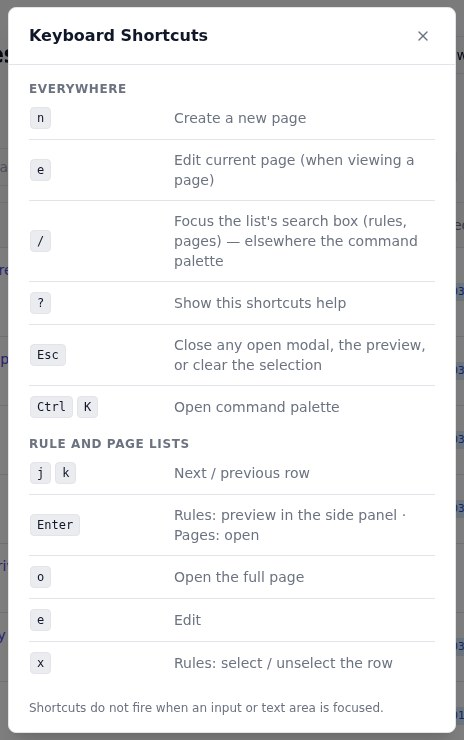 Keyboard Shortcuts ×
EVERYWHERE
n Create a new page
e Edit current page (when viewing a
page)
/ Focus the list's search box (rules,
pages) — elsewhere the command
palette
? Show this shortcuts help
Esc Close any open modal, the preview,
or clear the selection
Ctrl K Open command palette
RULE AND PAGE LISTS
j k Next / previous row
Enter Rules: preview in the side panel ·
Pages: open
o Open the full page
e Edit
x Rules: select / unselect the row
Shortcuts do not fire when an input or text area is focused.